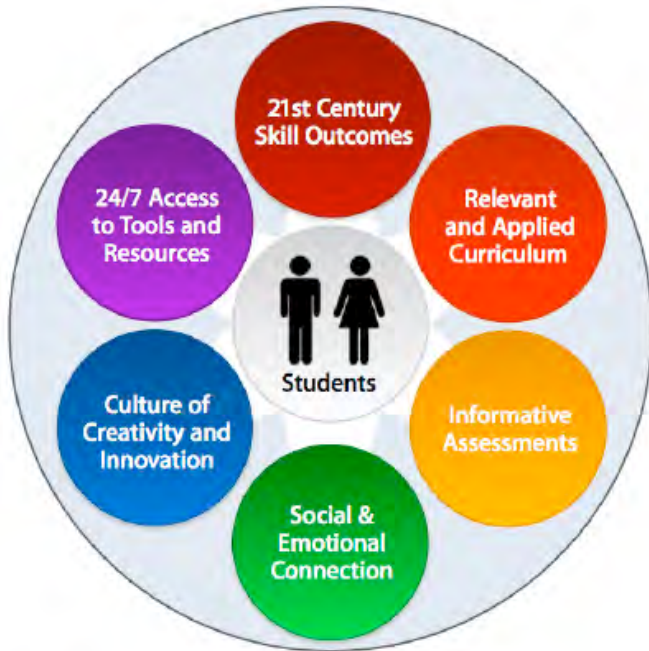 21st Century
Skill Outcomes
Relevant
and Applied
Curriculum
Informative
Assessments
Social &
Emotional
Connection
Culture of
Creativity and
Innovation
24/7 Access
to Tools and
Resources
Students